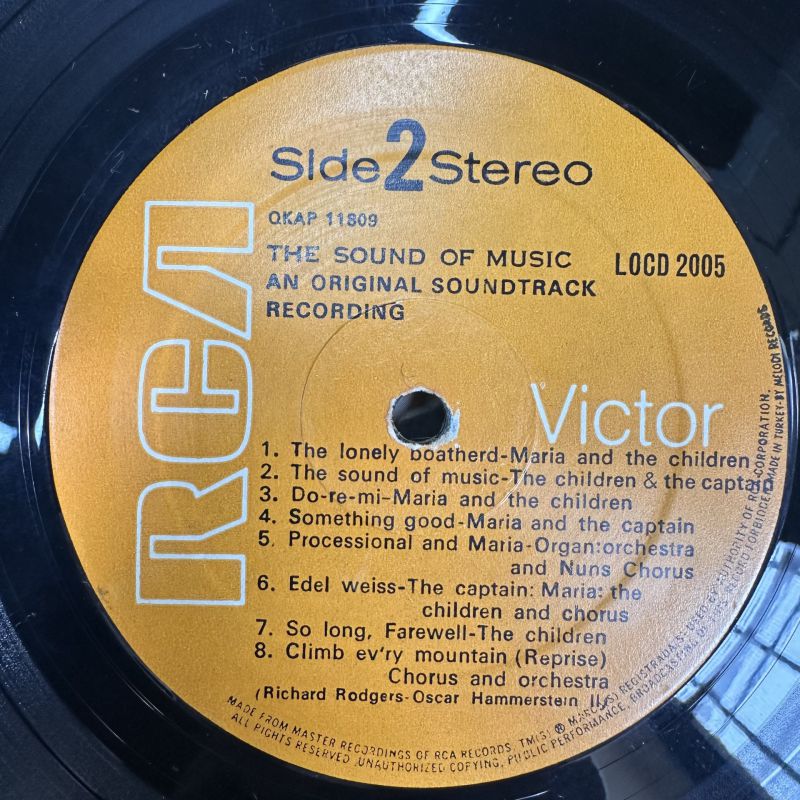 SIde 2 Stereo
QKAP 11809
THE SOUND OF MUSIC
LOCD 2005
AN ORIGINAL SOUNDTRACK
RECORDING
RCA
Victor
1. The lonely boatherd-Maria and the children
2. The sound of music-The children & the captain
3. Do-re-mi-Maria and the children
4. Something good-Maria and the captain
5. Processional and Maria-Organ:orchestra
and Nuns Chorus
6. Edel weiss-The captain: Maria: the
children and chorus
7. So long, Farewell-The children
8. Climb ev'ry mountain (Reprise)
Chorus and orchestra
(Richard Rodgers-Oscar Hammerstein II)
MADE FROM MASTER RECORDINGS OF RCA RECORDS, TM(S) ® MARCA(S) REGISTRADA(S) USED BY AUTHORITY OF RCA CORPORATION.
ALL RIGHTS RESERVED .UNAUTHORIZED COPYING, PUBLIC PERFORMANCE, BROADCASTING OF THIS RECORD FORBIDDEN. MADE IN TURKEY-BY MELODI RECORDS